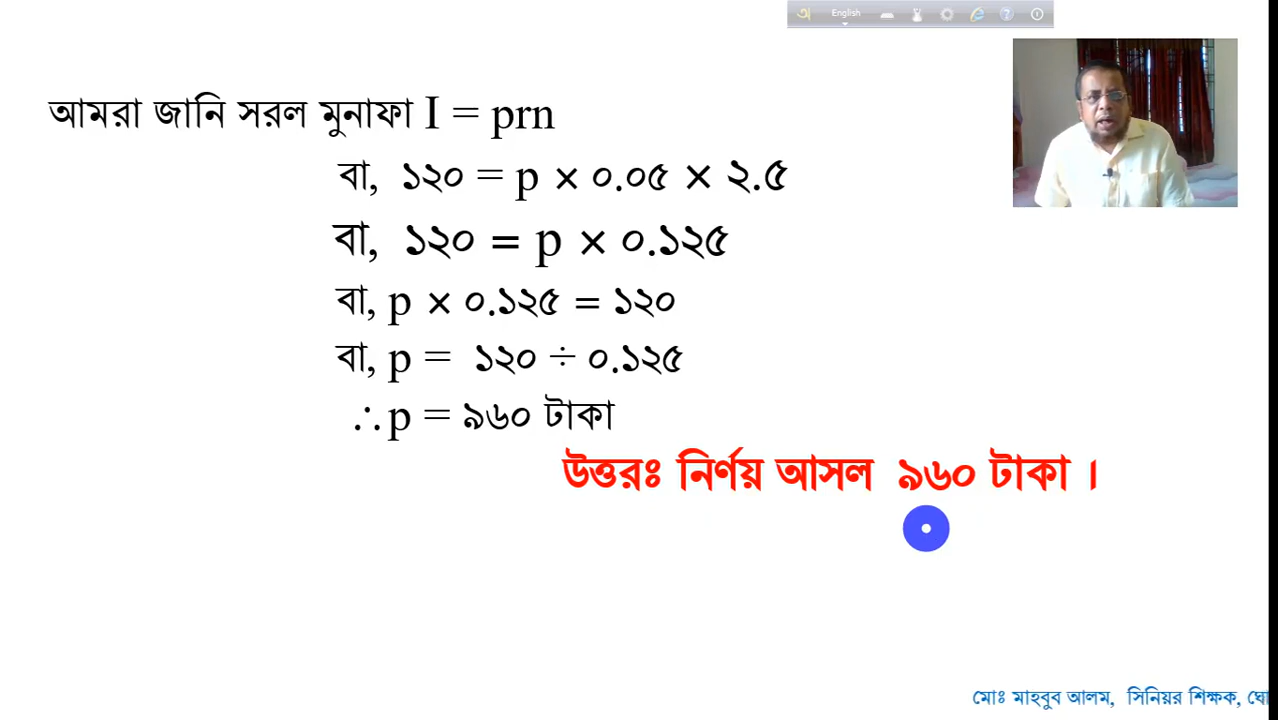 অ English
আমরা জানি সরল মুনাফা I = prn
বা, ১২০ = p × ০.০৫ × ২.৫
বা, ১২০ = p × ০.১২৫
বা, p × ০.১২৫ = ১২০
বা, p = ১২০ ÷ ০.১২৫
∴ p = ৯৬০ টাকা
উত্তরঃ নির্ণয় আসল ৯৬০ টাকা ।
মোঃ মাহবুব আলম, সিনিয়র শিক্ষক, ঘো